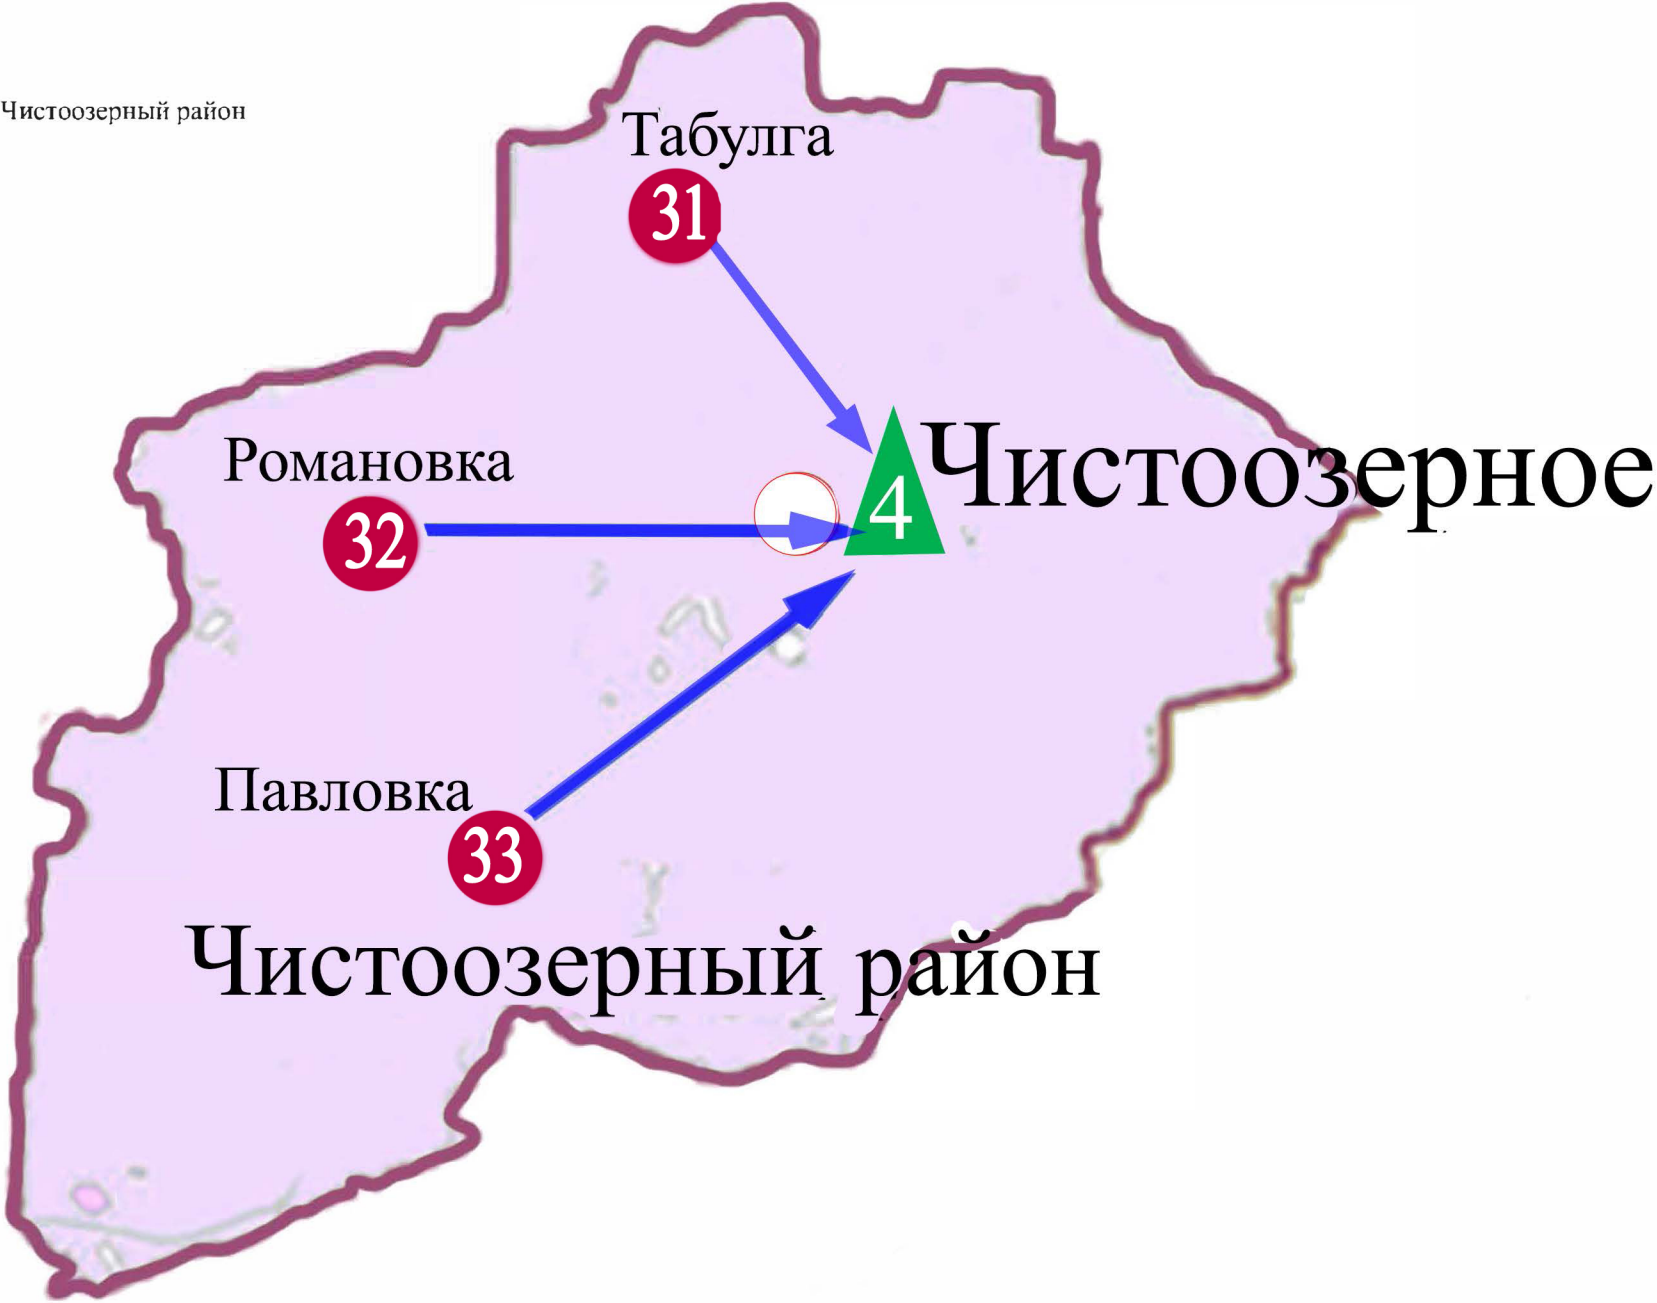 Чистоозерный район
Табулга
31
Чистоозерное
4
Романовка
32
Павловка
33
Чистоозерный район